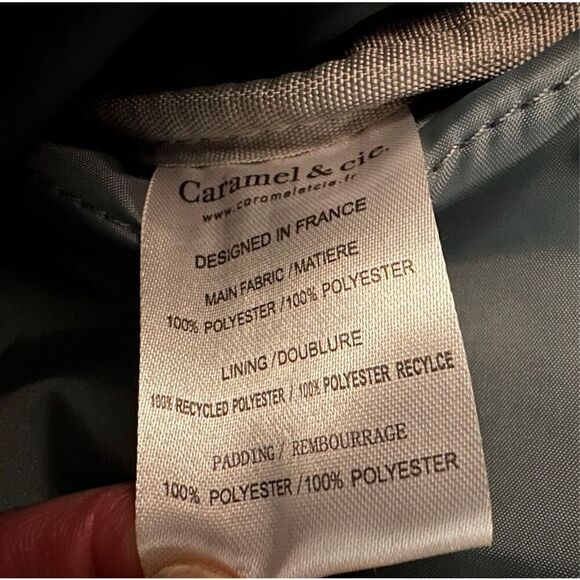 Caramel & cie.
www.carameletcie.fr
DESIGNED IN FRANCE
MAIN FABRIC /MATIERE
100% POLYESTER /100% POLYESTER
LINING /DOUBLURE
100% RECYCLED POLYESTER / 100% POLYESTER RECYLCE
PADDING / REMBOURRAGE
100% POLYESTER /100% POLYESTER